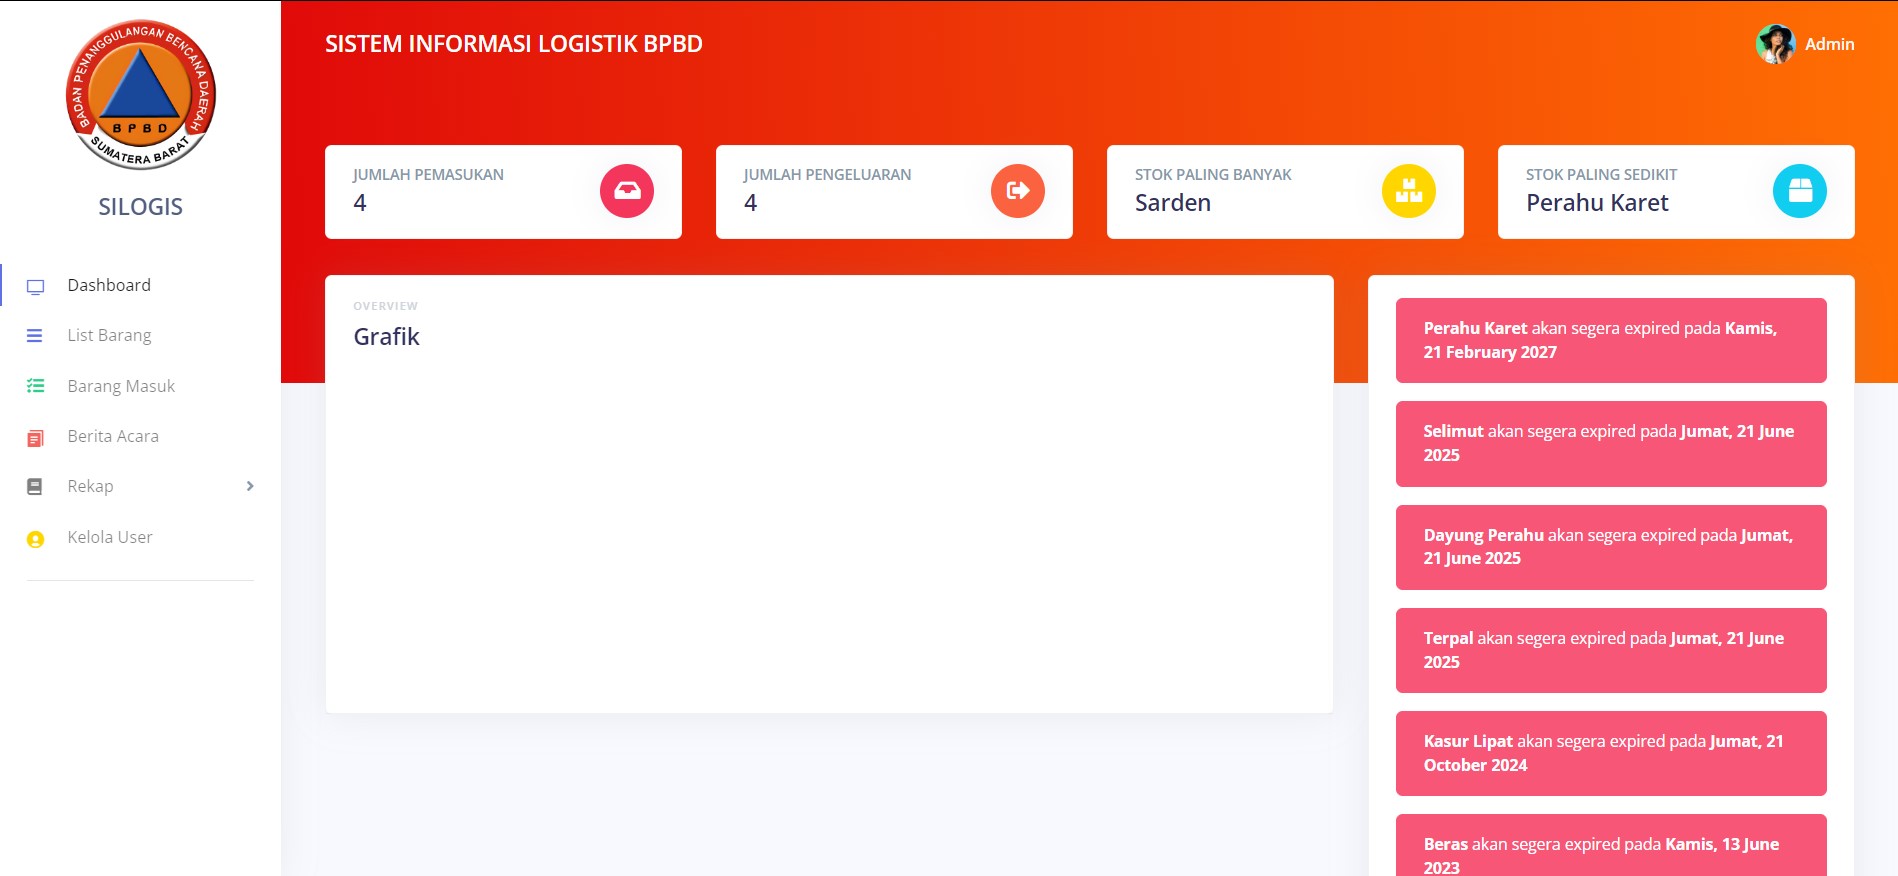 BADAN PENANGGULANGAN BENCANA DAERAH
BPBD
SUMATERA BARAT
SILOGIS
Dashboard
List Barang
Barang Masuk
Berita Acara
Rekap
Kelola User
SISTEM INFORMASI LOGISTIK BPBD
Admin
JUMLAH PEMASUKAN
4
JUMLAH PENGELUARAN
4
STOK PALING BANYAK
Sarden
STOK PALING SEDIKIT
Perahu Karet
OVERVIEW
Grafik
Perahu Karet akan segera expired pada Kamis,
21 February 2027
Selimut akan segera expired pada Jumat, 21 June
2025
Dayung Perahu akan segera expired pada Jumat,
21 June 2025
Terpal akan segera expired pada Jumat, 21 June
2025
Kasur Lipat akan segera expired pada Jumat, 21
October 2024
Beras akan segera expired pada Kamis, 13 June
2023